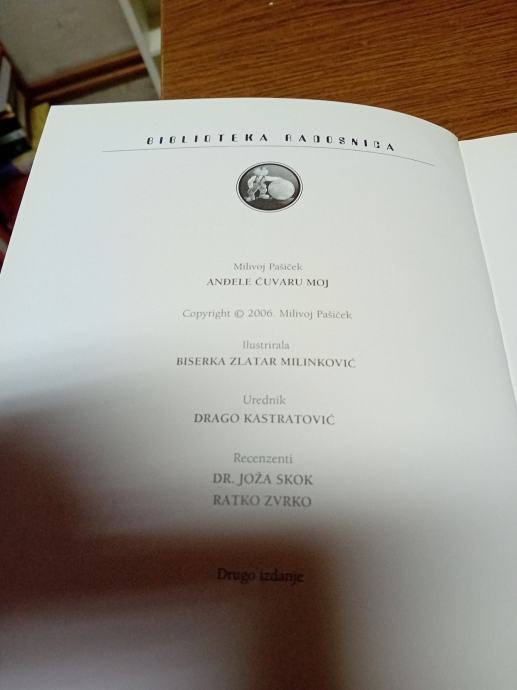 BIBLIOTEKA RADOSNICA
Milivoj Pašiček
ANĐELE ČUVARU MOJ
Copyright © 2006. Milivoj Pašiček
Ilustrirala
BISERKA ZLATAR MILINKOVIĆ
Urednik
DRAGO KASTRATOVIĆ
Recenzenti
DR. JOŽA SKOK
RATKO ZVRKO
Drugo izdanje